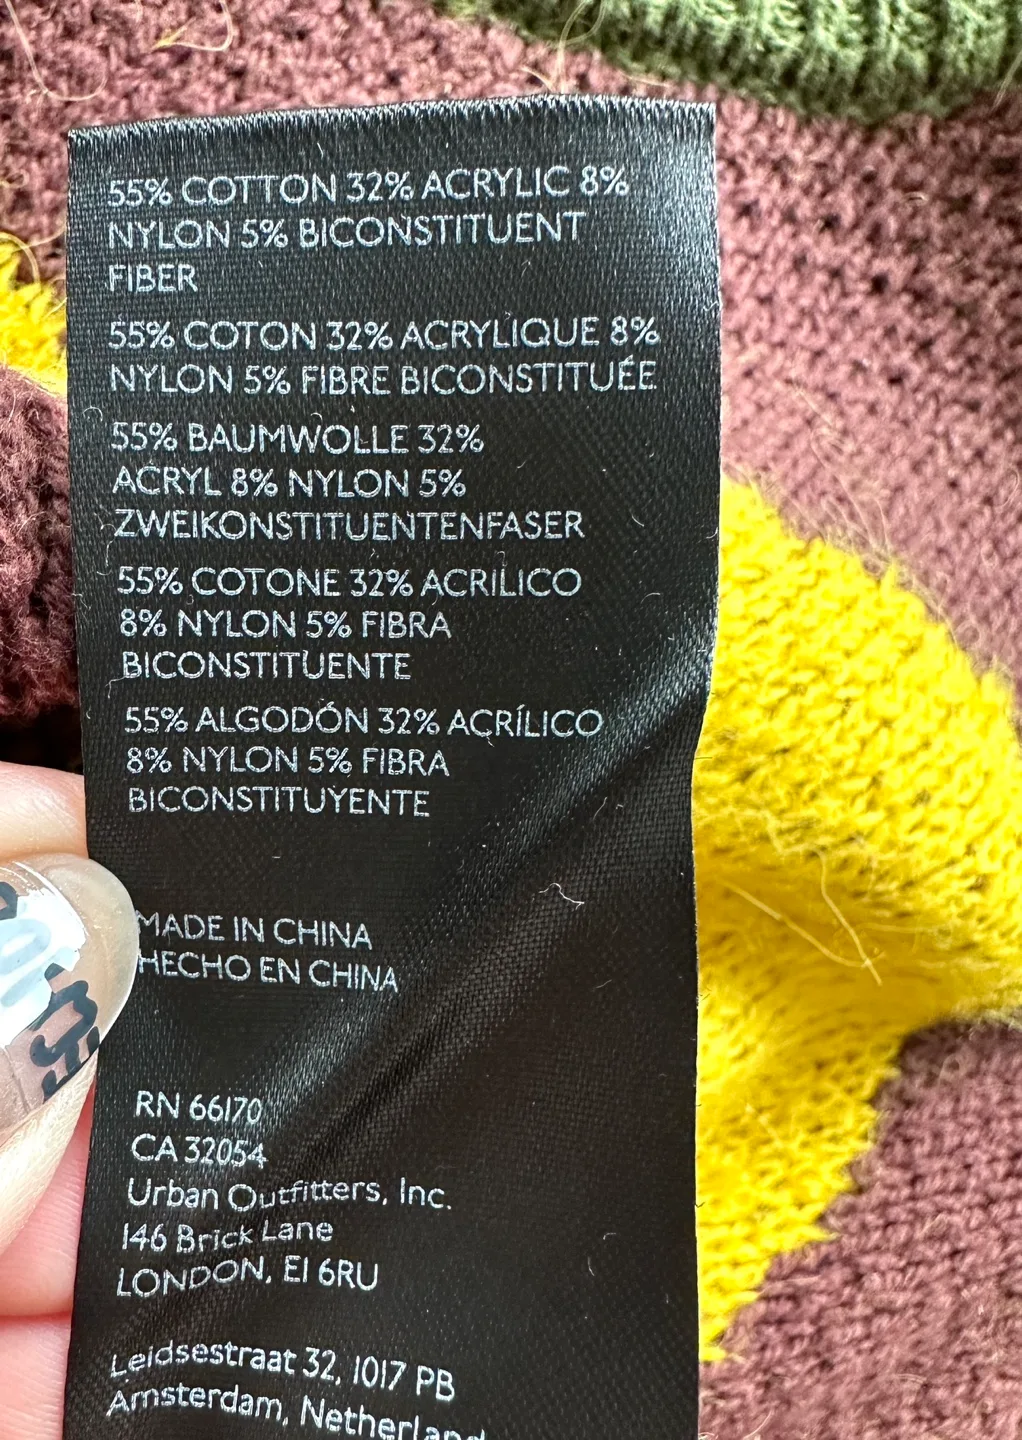 55% COTTON 32% ACRYLIC 8%
NYLON 5% BICONSTITUENT
FIBER
55% COTON 32% ACRYLIQUE 8%
NYLON 5% FIBRE BICONSTITUÉE
55% BAUMWOLLE 32%
ACRYL 8% NYLON 5%
ZWEIKONSTITUENTENFASER
55% COTONE 32% ACRILICO
8% NYLON 5% FIBRA
BICONSTITUENTE
55% ALGODÓN 32% ACRÍLICO
8% NYLON 5% FIBRA
BICONSTITUYENTE
MADE IN CHINA
HECHO EN CHINA
RN 66170
CA 32054
Urban Outfitters, Inc.
146 Brick Lane
LONDON, E1 6RU
Leidsestraat 32, 1017 PB
Amsterdam,